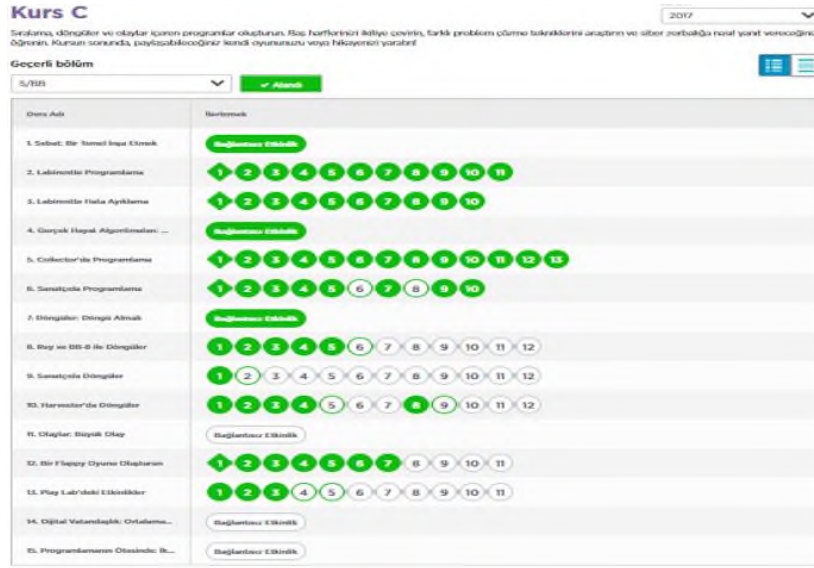 Kurs C
2017
Sıralama, döngüler ve olaylar içeren programlar oluşturun. Baş harflerinizi ikiliye çevirin, farklı problem çözme tekniklerini araştırın ve siber zorbalığa nasıl yanıt vereceğini
öğrenin. Kursun sonunda, paylaşabileceğiniz kendi oyununuzu veya hikayenizi yaratın!
Geçerli bölüm
5/BB
✓ Atandı
Ders Adı İlerlemek
1. Sebat: Bir Temel İnşa Etmek Bağlantısız Etkinlik
2. Labirentte Programlama 1 2 3 4 5 6 7 8 9 10 11
3. Labirentte Hata Ayıklama 1 2 3 4 5 6 7 8 9 10
4. Gerçek Hayat Algoritmaları: ... Bağlantısız Etkinlik
5. Collector'da Programlama 1 2 3 4 5 6 7 8 9 10 11 12 13
6. Sanatçıda Programlama 1 2 3 4 5 6 7 8 9 10
7. Döngüler: Döngü Almak Bağlantısız Etkinlik
8. Rey ve BB-8 ile Döngüler 1 2 3 4 5 6 7 8 9 10 11 12
9. Sanatçıda Döngüler 1 2 3 4 5 6 7 8 9 10 11 12
10. Harvester'da Döngüler 1 2 3 4 5 6 7 8 9 10 11 12
11. Olaylar: Büyük Olay Bağlantısız Etkinlik
12. Bir Flappy Oyunu Oluşturun 1 2 3 4 5 6 7 8 9 10 11
13. Play Lab'deki Etkinlikler 1 2 3 4 5 6 7 8 9 10 11
14. Dijital Vatandaşlık: Ortalama... Bağlantısız Etkinlik
15. Programlamanın Ötesinde: İk... Bağlantısız Etkinlik